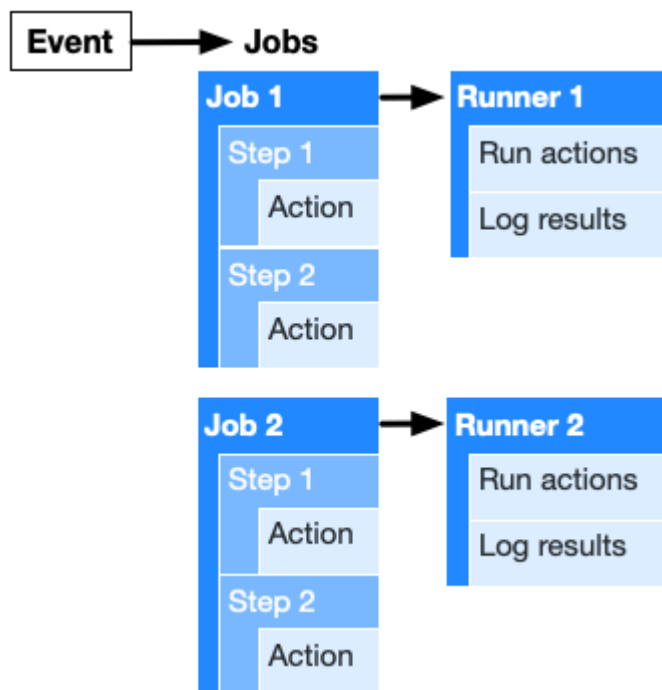 Event
Jobs
Job 1
Step 1
Action
Step 2
Action
Runner 1
Run actions
Log results
Job 2
Step 1
Action
Step 2
Action
Runner 2
Run actions
Log results